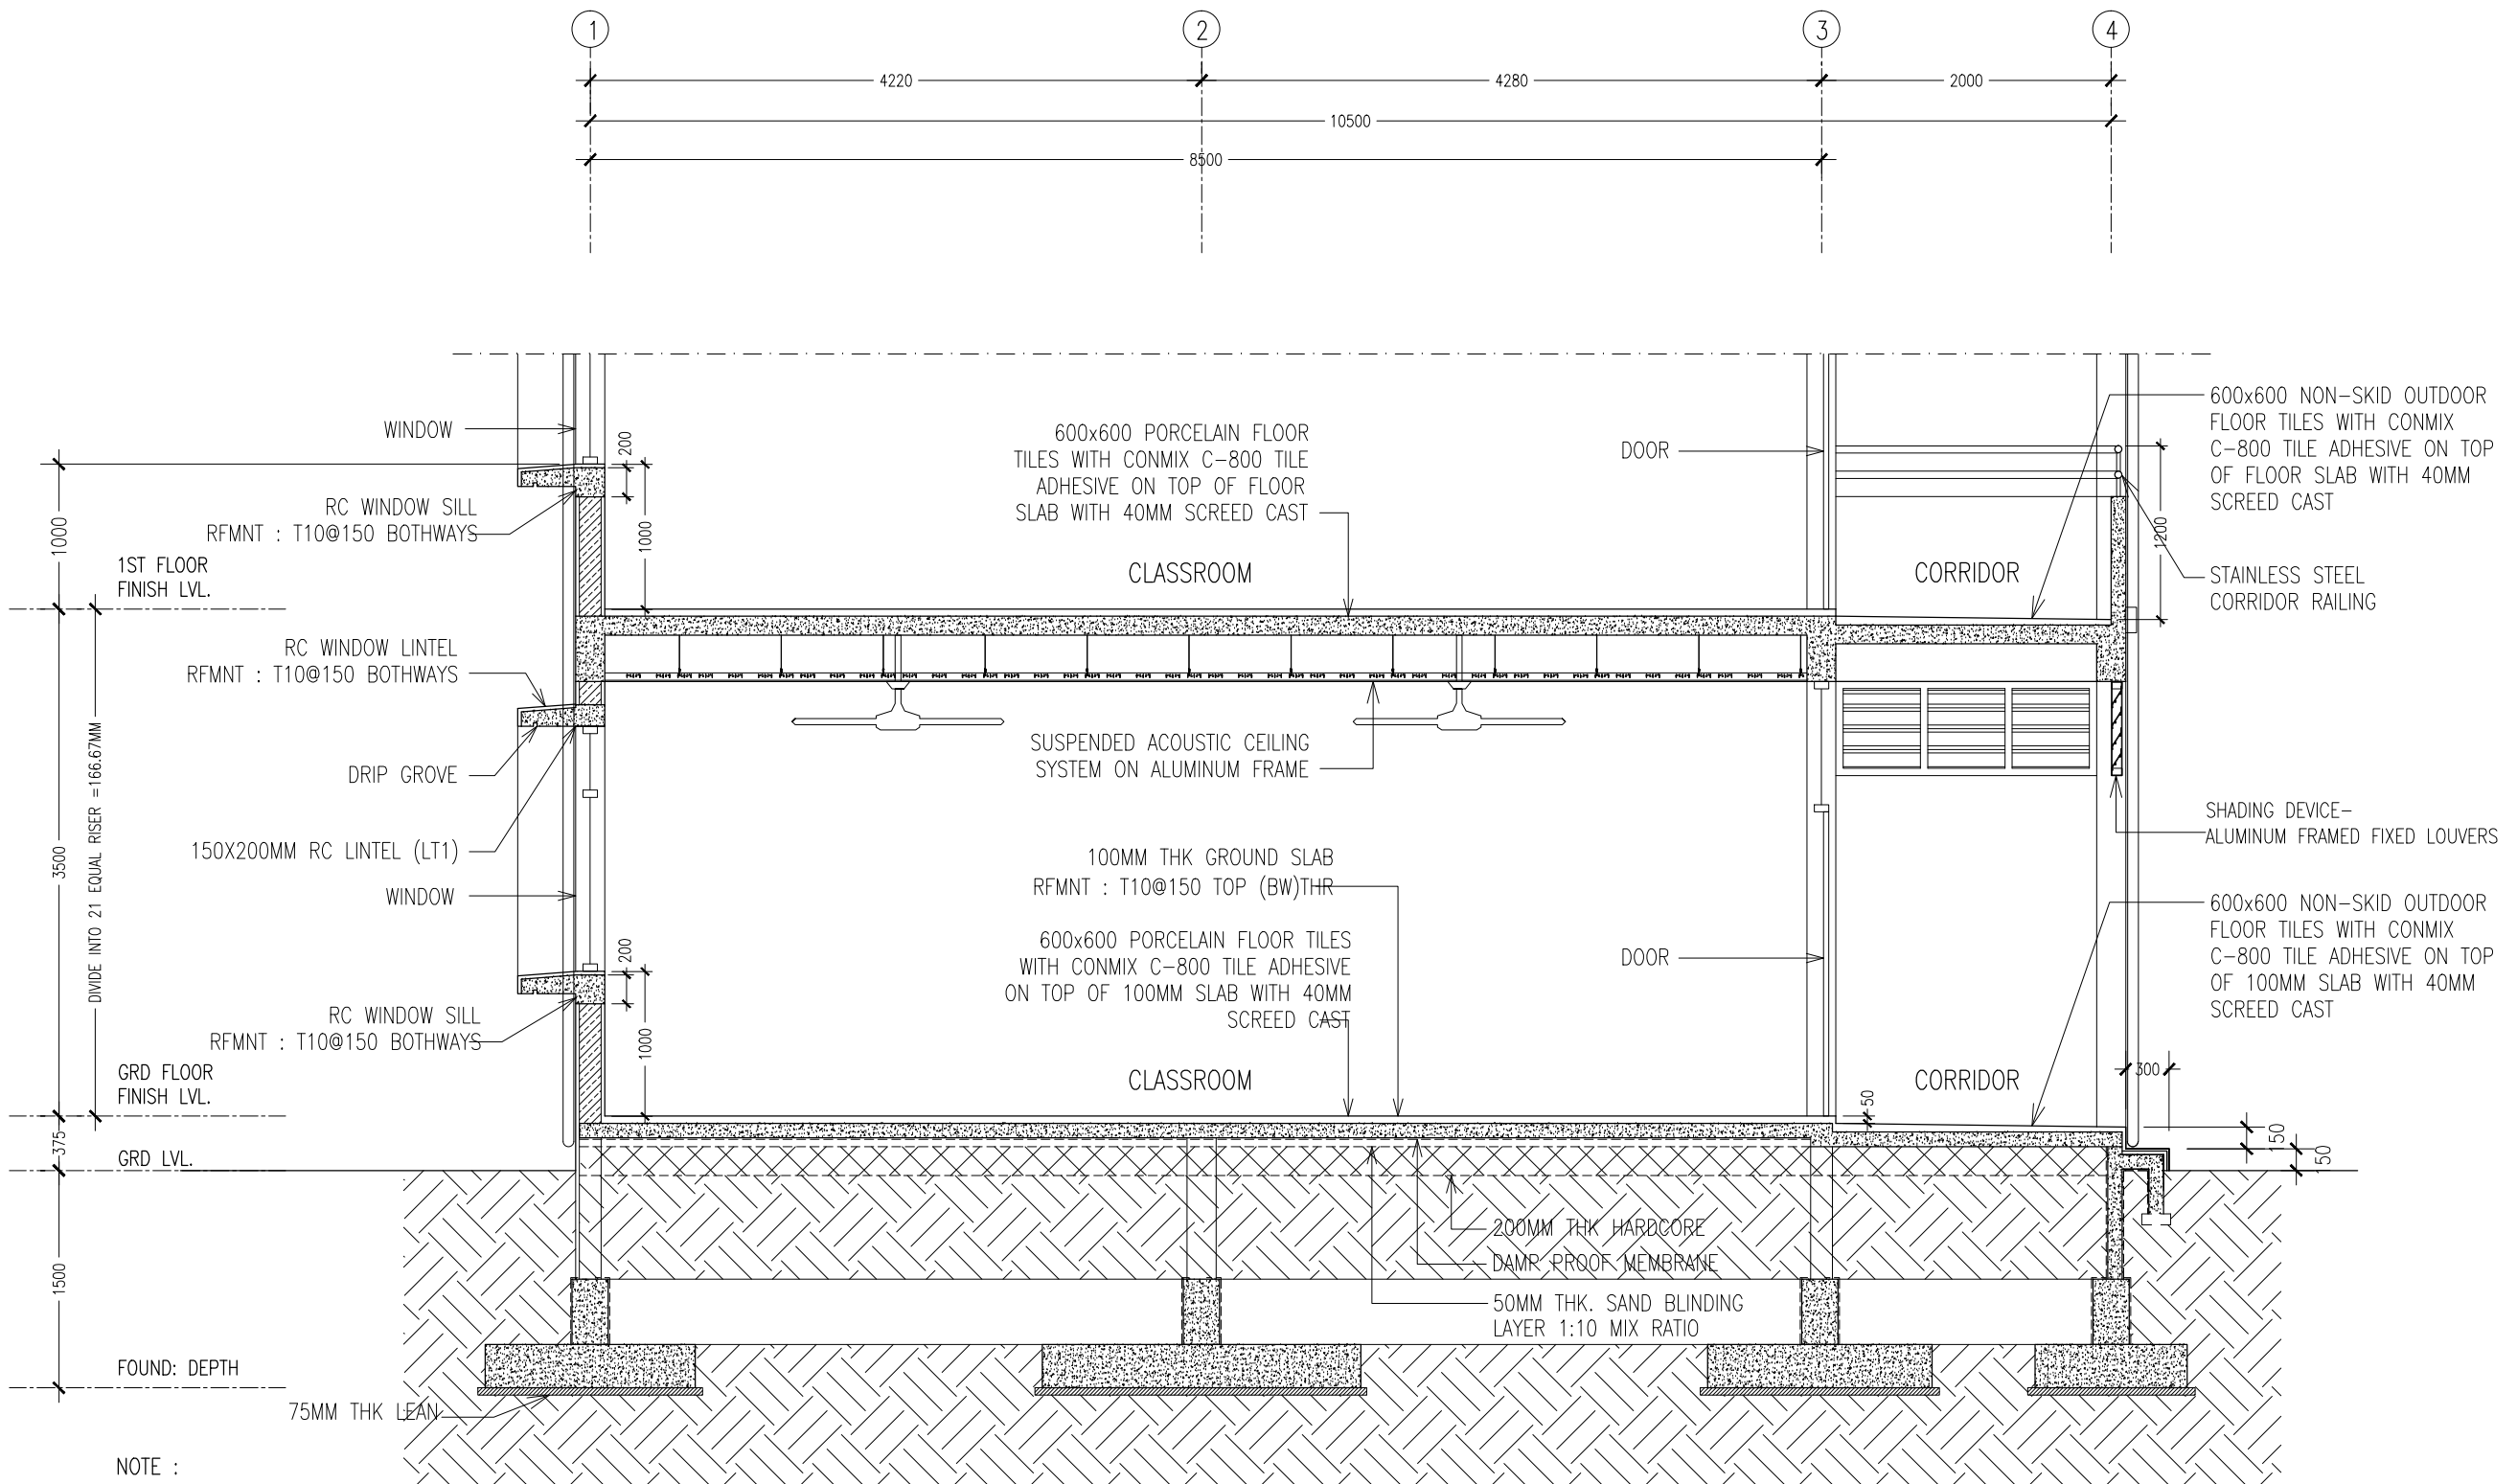 1
2
3
4
4220
4280
2000
10500
8500
WINDOW
200
600x600 PORCELAIN FLOOR
TILES WITH CONMIX C-800 TILE
ADHESIVE ON TOP OF FLOOR
SLAB WITH 40MM SCREED CAST
DOOR
600x600 NON-SKID OUTDOOR
FLOOR TILES WITH CONMIX
C-800 TILE ADHESIVE ON TOP
OF FLOOR SLAB WITH 40MM
SCREED CAST
RC WINDOW SILL
RFMNT : T10@150 BOTHWAYS
1000
1000
1200
1ST FLOOR
FINISH LVL.
CLASSROOM
CORRIDOR
STAINLESS STEEL
CORRIDOR RAILING
RC WINDOW LINTEL
RFMNT : T10@150 BOTHWAYS
DRIP GROVE
SUSPENDED ACOUSTIC CEILING
SYSTEM ON ALUMINUM FRAME
SHADING DEVICE-
ALUMINUM FRAMED FIXED LOUVERS
150X200MM RC LINTEL (LT1)
3500
DIVIDE INTO 21 EQUAL RISER =166.67MM
WINDOW
100MM THK GROUND SLAB
RFMNT : T10@150 TOP (BW)THR
200
600x600 PORCELAIN FLOOR TILES
WITH CONMIX C-800 TILE ADHESIVE
ON TOP OF 100MM SLAB WITH 40MM
SCREED CAST
DOOR
600x600 NON-SKID OUTDOOR
FLOOR TILES WITH CONMIX
C-800 TILE ADHESIVE ON TOP
OF 100MM SLAB WITH 40MM
SCREED CAST
RC WINDOW SILL
RFMNT : T10@150 BOTHWAYS
1000
GRD FLOOR
FINISH LVL.
CLASSROOM
CORRIDOR
300
50
375
150
150
GRD LVL.
200MM THK HARDCORE
DAMP PROOF MEMBRANE
50MM THK. SAND BLINDING
LAYER 1:10 MIX RATIO
1500
FOUND: DEPTH
75MM THK LEAN
NOTE :